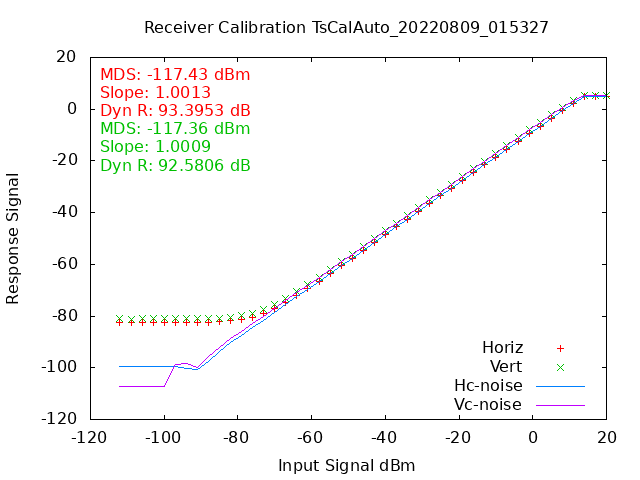 Receiver Calibration TsCalAuto_20220809_015327
20
MDS: -117.43 dBm
Slope: 1.0013
0
Dyn R: 93.3953 dB
MDS: -117.36 dBm
Slope: 1.0009
-20
Dyn R: 92.5806 dB
-40
Response Signal
-60
-80
Horiz
Vert
-100
Hc-noise
Vc-noise
-120
-120 -100 -80 -60 -40 -20 0 20
Input Signal dBm